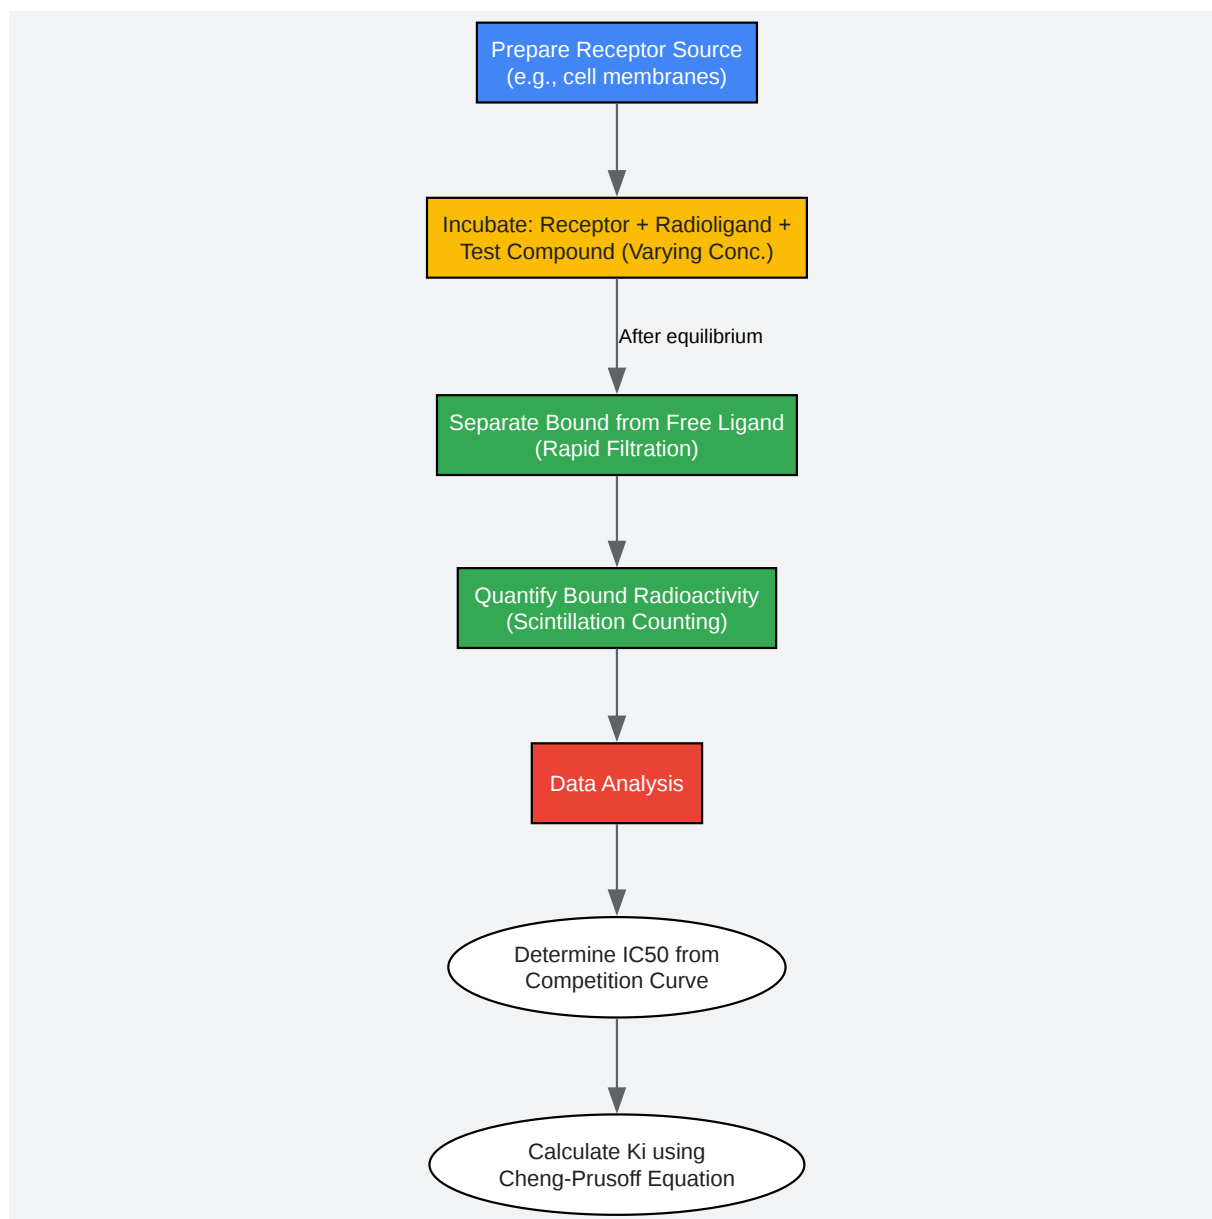 Prepare Receptor Source
(e.g., cell membranes)
Incubate: Receptor + Radioligand +
Test Compound (Varying Conc.)
After equilibrium
Separate Bound from Free Ligand
(Rapid Filtration)
Quantify Bound Radioactivity
(Scintillation Counting)
Data Analysis
Determine IC50 from
Competition Curve
Calculate Ki using
Cheng-Prusoff Equation